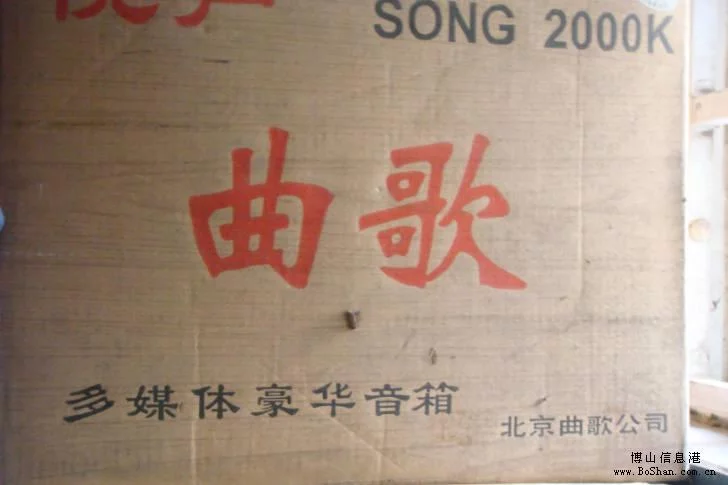 SONG 2000K
曲歌
多媒体豪华音箱
北京曲歌公司
博山信息港
www.BoShan.com.cn